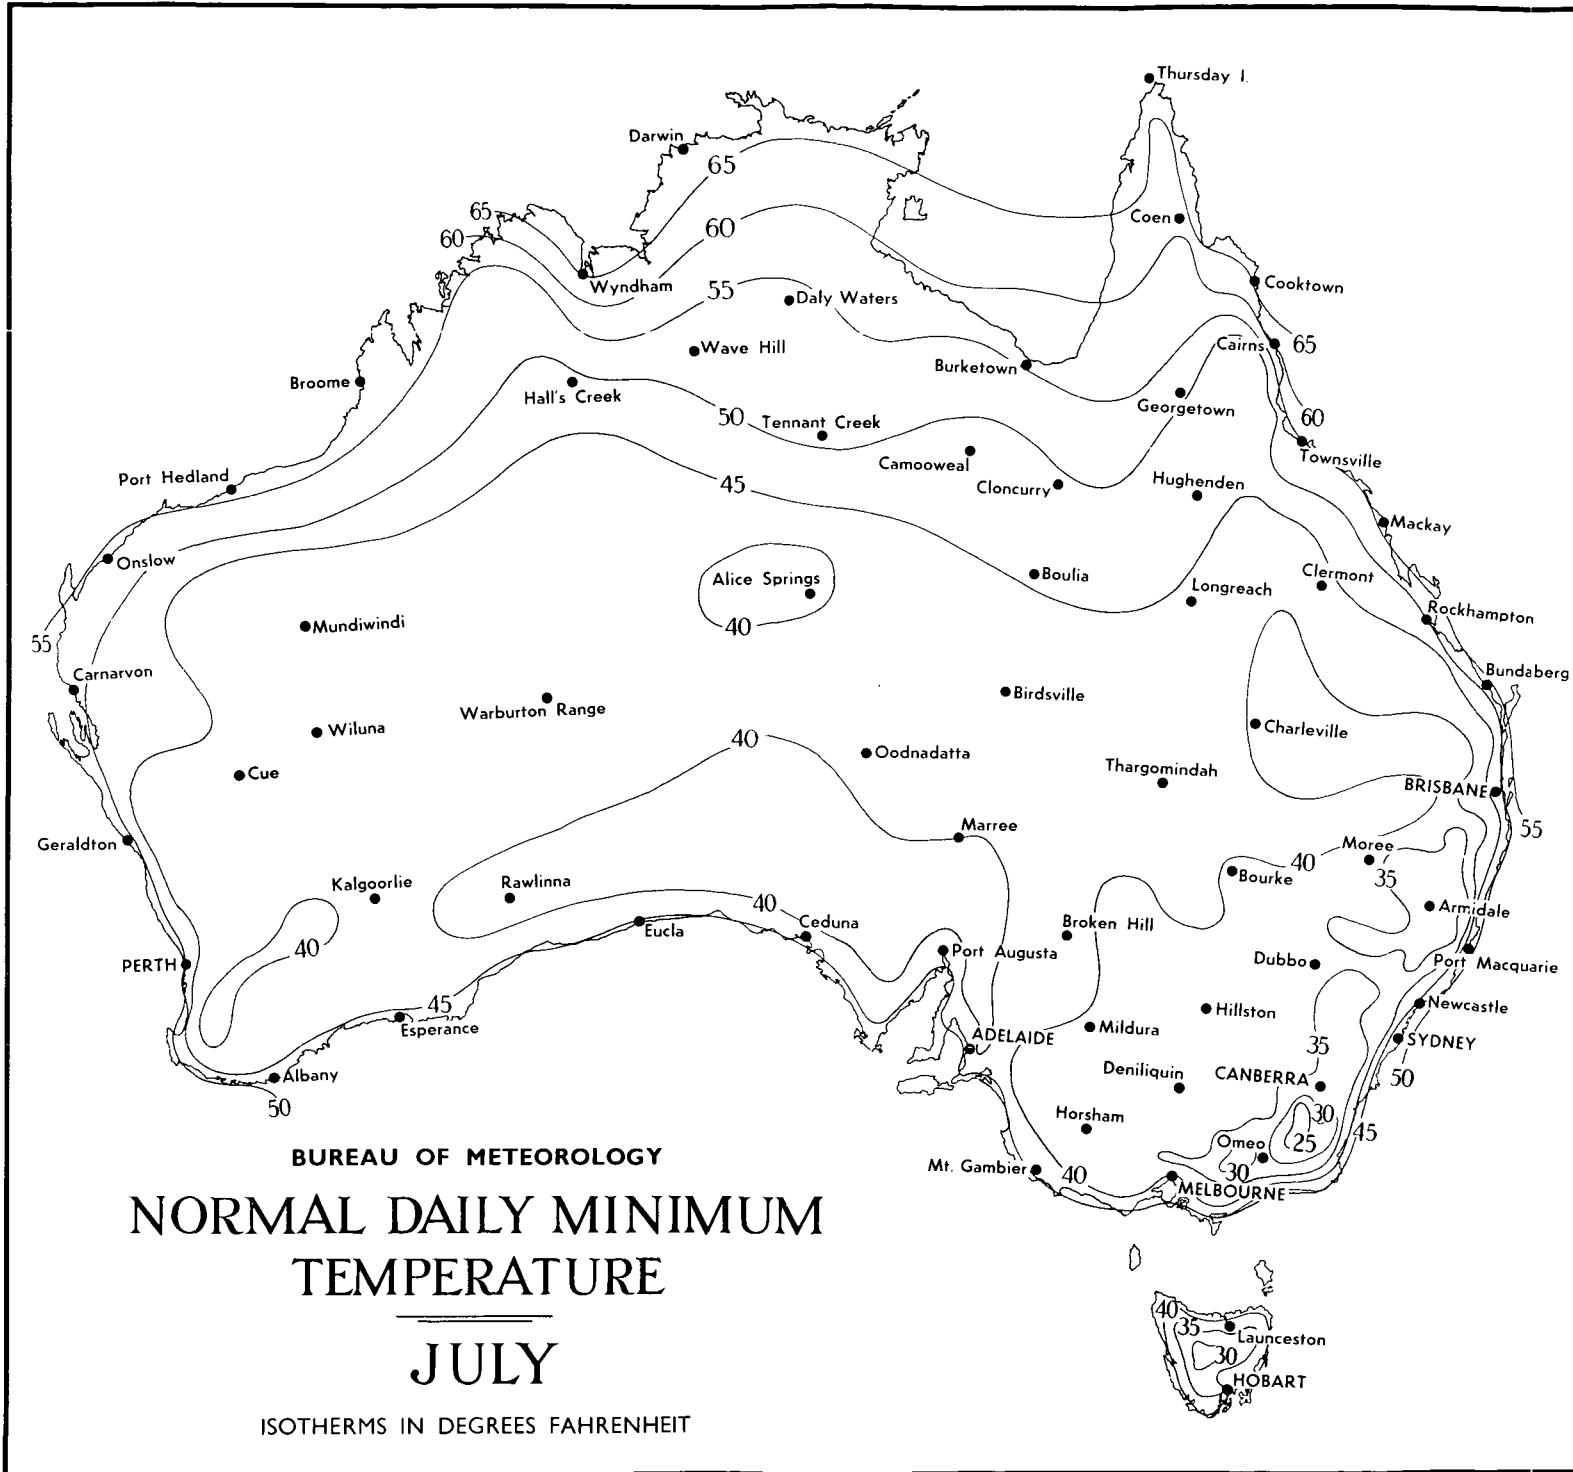 Thursday I.
Darwin
65
Coen
65
60
60
Wyndham
55
Daly Waters
Cooktown
Wave Hill
Cairns
65
Burketown
Broome
Hall's Creek
50
Georgetown
60
Tennant Creek
Townsville
Camooweal
Port Hedland
45
Cloncurry
Hughenden
Mackay
Onslow
Alice Springs
Boulia
Longreach
Clermont
Rockhampton
Mundiwindi
40
55
Carnarvon
Bundaberg
Birdsville
Warburton Range
Wiluna
40
Oodnadatta
Charleville
Cue
Thargomindah
BRISBANE
Marree
55
Geraldton
Moree
40
Kalgoorlie
Rawlinna
Bourke
35
40
Ceduna
Broken Hill
Armidale
Eucla
40
Port Augusta
PERTH
Dubbo
Port Macquarie
45
Esperance
Newcastle
Hillston
Mildura
ADELAIDE
35
SYDNEY
Albany
Deniliquin
CANBERRA
50
50
Horsham
30
25
45
Omeo
BUREAU OF METEOROLOGY
Mt. Gambier
40
30
MELBOURNE
NORMAL DAILY MINIMUM
TEMPERATURE
40
35
Launceston
JULY
30
HOBART
ISOTHERMS IN DEGREES FAHRENHEIT